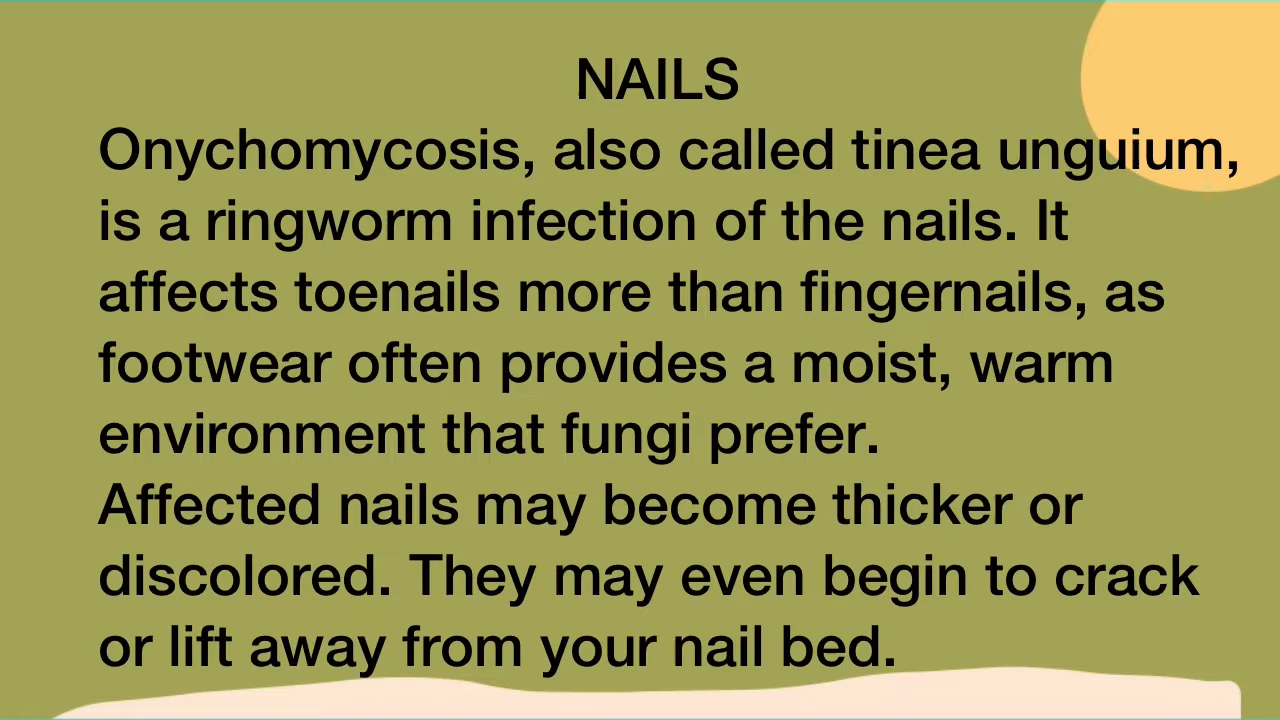 NAILS
Onychomycosis, also called tinea unguium,
is a ringworm infection of the nails. It
affects toenails more than fingernails, as
footwear often provides a moist, warm
environment that fungi prefer.
Affected nails may become thicker or
discolored. They may even begin to crack
or lift away from your nail bed.